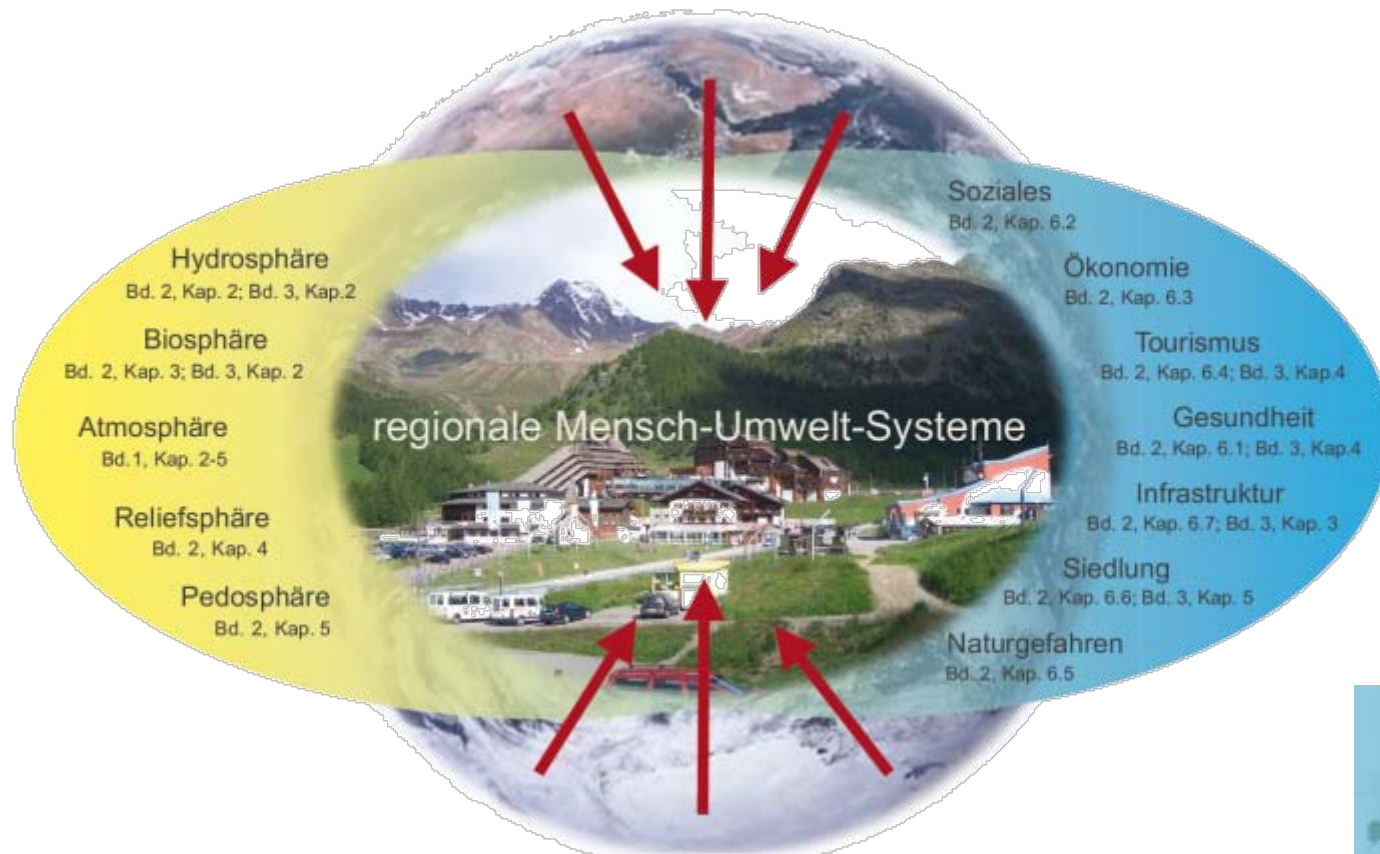 Hydrosphäre
Bd. 2, Kap. 2; Bd. 3, Kap.2
Biosphäre
Bd. 2, Kap. 3; Bd. 3, Kap. 2
Atmosphäre
Bd.1, Kap. 2-5
Reliefsphäre
Bd. 2, Kap. 4
Pedosphäre
Bd. 2, Kap. 5
regionale Mensch-Umwelt-Systeme
Soziales
Bd. 2, Kap. 6.2
Ökonomie
Bd. 2, Kap. 6.3
Tourismus
Bd. 2, Kap. 6.4; Bd. 3, Kap.4
Gesundheit
Bd. 2, Kap. 6.1; Bd. 3, Kap.4
Infrastruktur
Bd. 2, Kap. 6.7; Bd. 3, Kap. 3
Siedlung
Bd. 2, Kap. 6.6; Bd. 3, Kap. 5
Naturgefahren
Bd. 2, Kap. 6.5